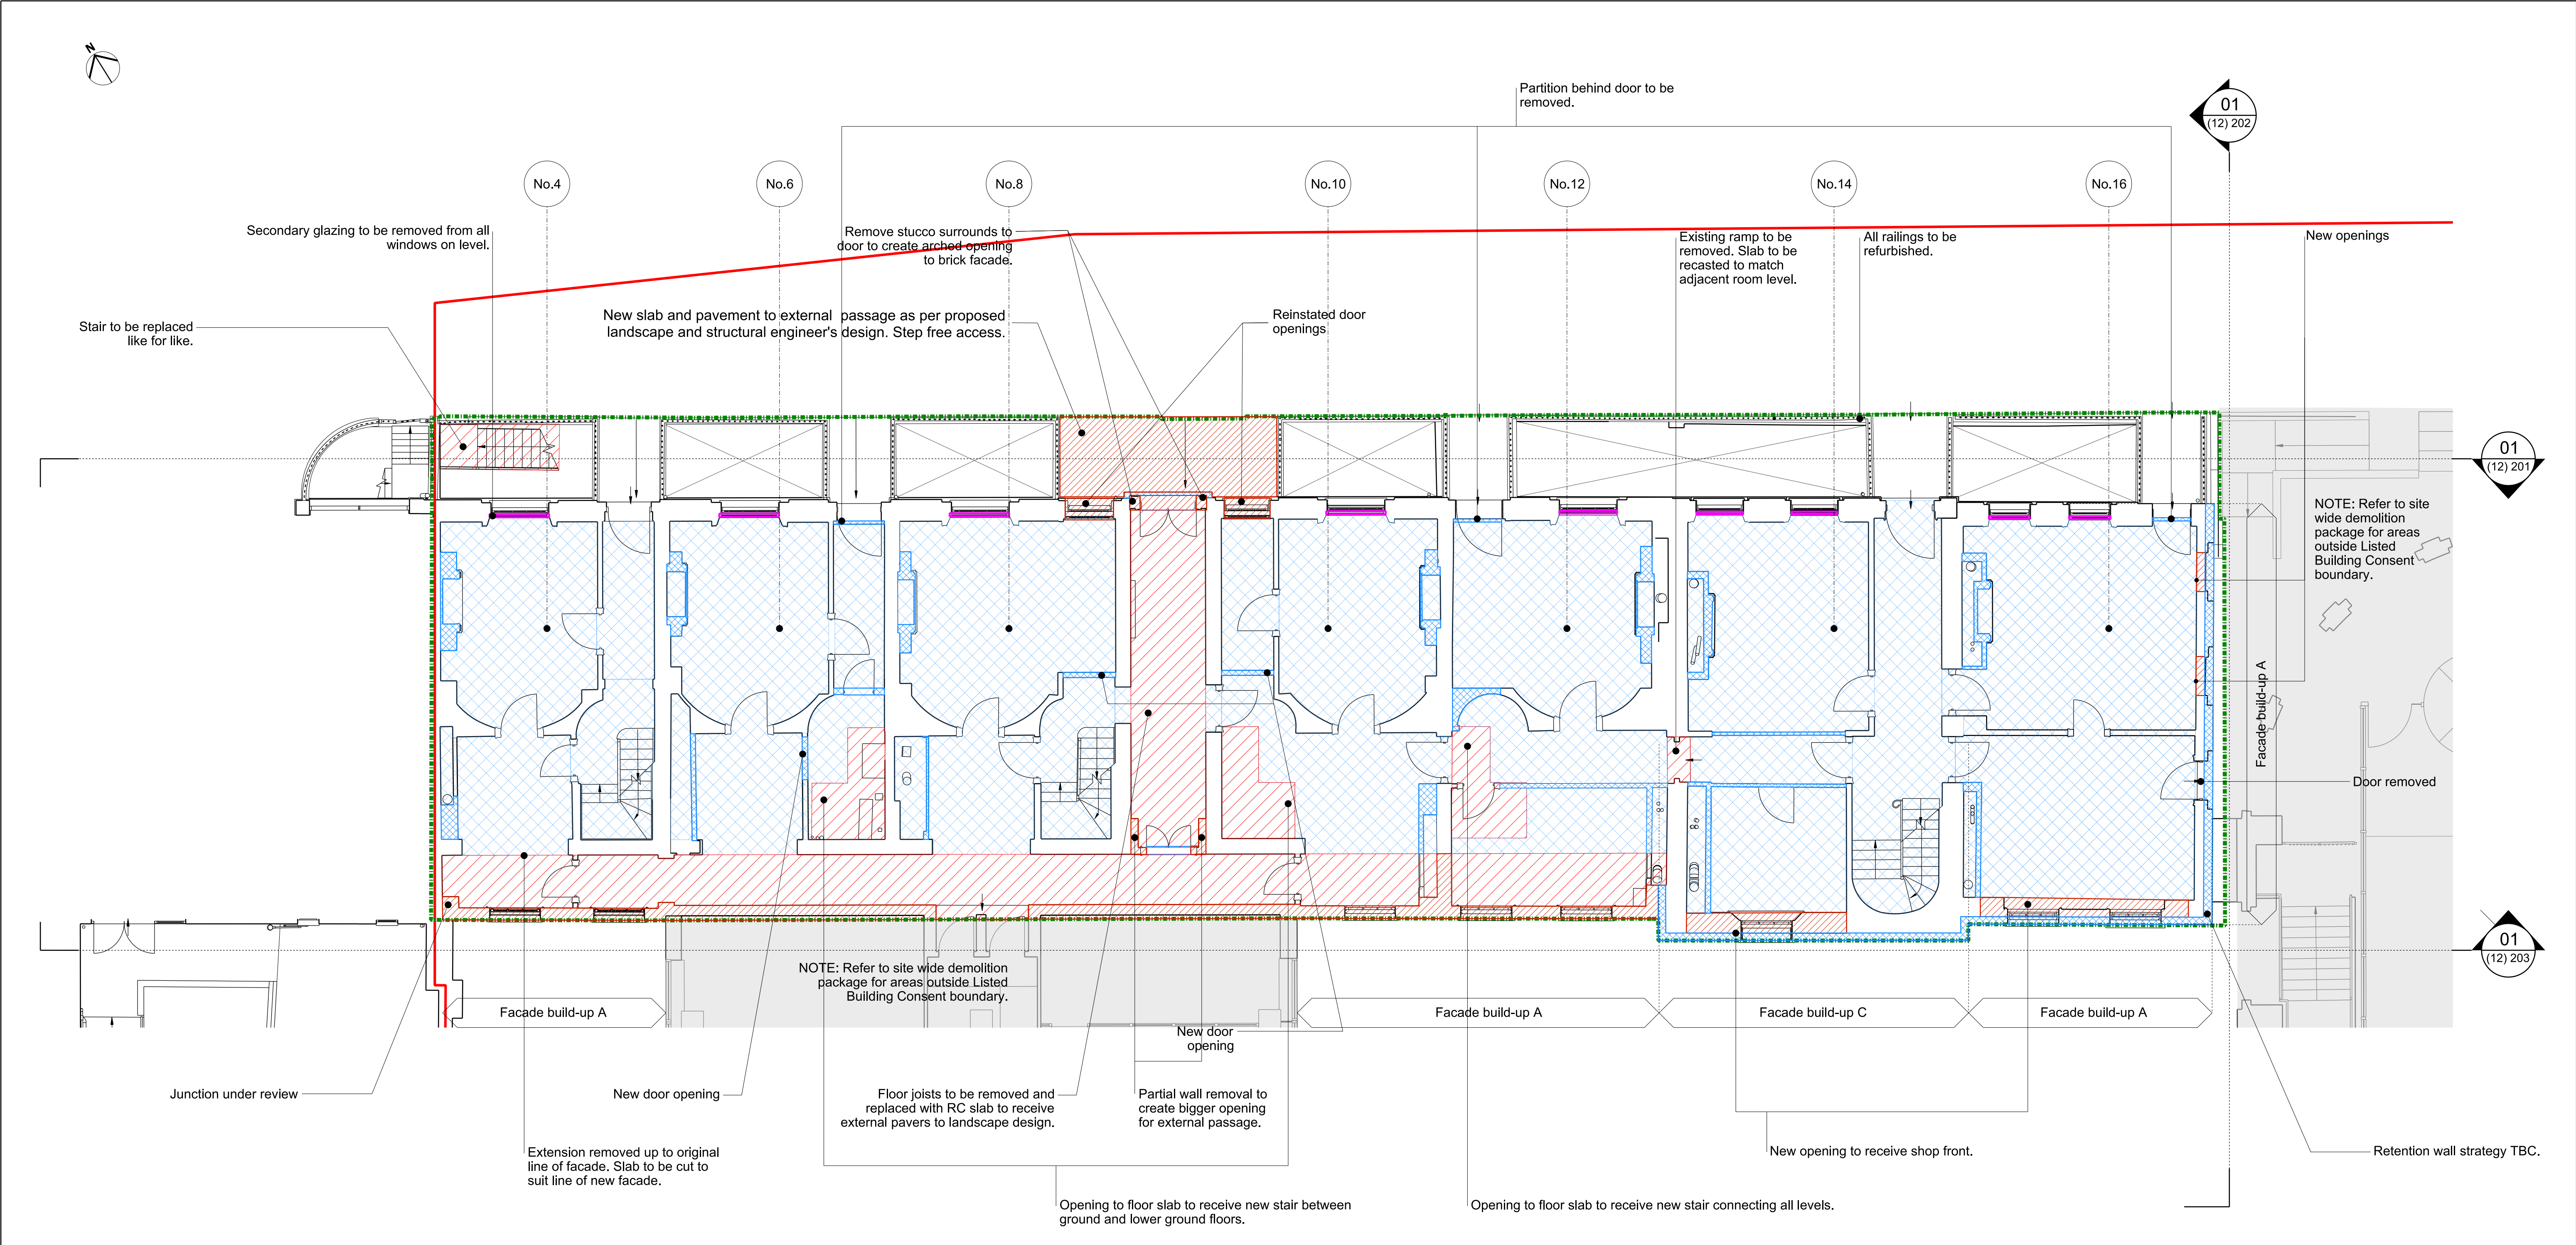 N
Partition behind door to be
removed.
01
(12) 202
No.4
No.6
No.8
No.10
No.12
No.14
No.16
Secondary glazing to be removed from all
windows on level.
Remove stucco surrounds to
door to create arched opening
to brick facade.
Existing ramp to be
removed. Slab to be
recasted to match
adjacent room level.
All railings to be
refurbished.
New openings
Stair to be replaced
like for like.
New slab and pavement to external passage as per proposed
landscape and structural engineer's design. Step free access.
Reinstated door
openings
01
(12) 201
NOTE: Refer to site
wide demolition
package for areas
outside Listed
Building Consent
boundary.
Facade build-up A
Door removed
01
(12) 203
NOTE: Refer to site wide demolition
package for areas outside Listed
Building Consent boundary.
Facade build-up A
Facade build-up A
Facade build-up C
Facade build-up A
New door
opening
Junction under review
New door opening
Floor joists to be removed and
replaced with RC slab to receive
external pavers to landscape design.
Partial wall removal to
create bigger opening
for external passage.
Extension removed up to original
line of facade. Slab to be cut to
suit line of new facade.
New opening to receive shop front.
Retention wall strategy TBC.
Opening to floor slab to receive new stair between
ground and lower ground floors.
Opening to floor slab to receive new stair connecting all levels.